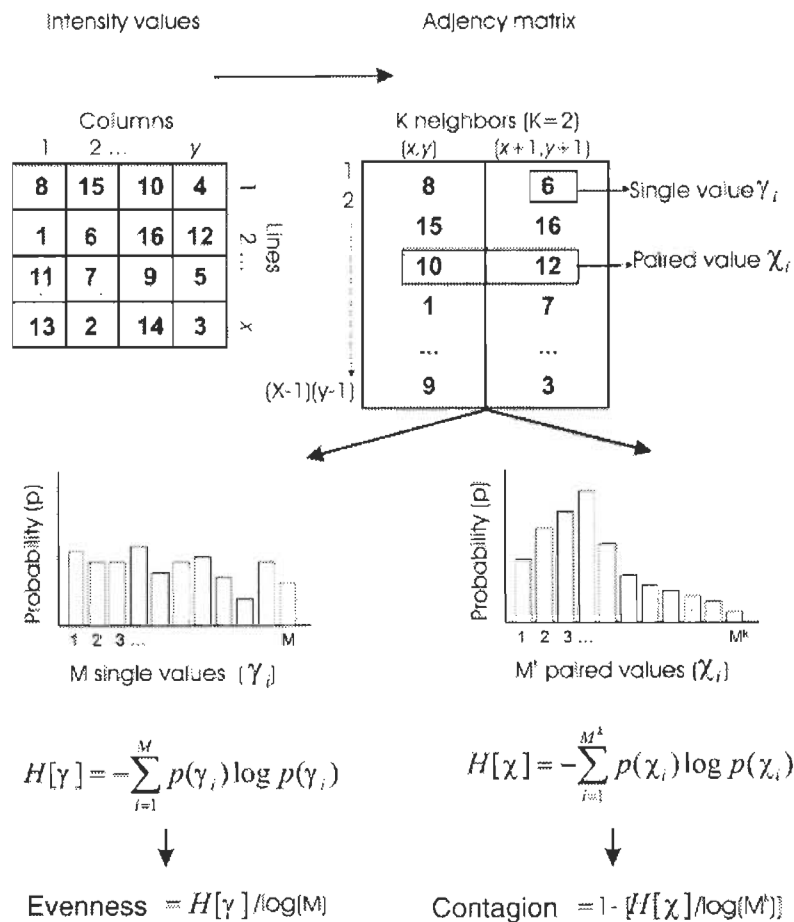 Intensity values
Adjency matrix
Columns
1 2 ... y
8 15 10 4
1 6 16 12
11 7 9 5
13 2 14 3
1
2 ...
x
Lines
K neighbors (K=2)
(x,y) (x+1,y+1)
1
2
(X-1)(y-1)
8 6
15 16
10 12
1 7
... ...
9 3
Single value γi
Paired value χi
Probability (p)
1 2 3 ... M
M single values (γi)
Probability (p)
1 2 3 ... M^k
M^k paired values (χi)
H[γ] = -∑_{i=1}^{M} p(γi) log p(γi)
H[χ] = -∑_{i=1}^{M^k} p(χi) log p(χi)
Evenness = H[γ]/log(M)
Contagion =1- [H[χ]/log(M^k)]